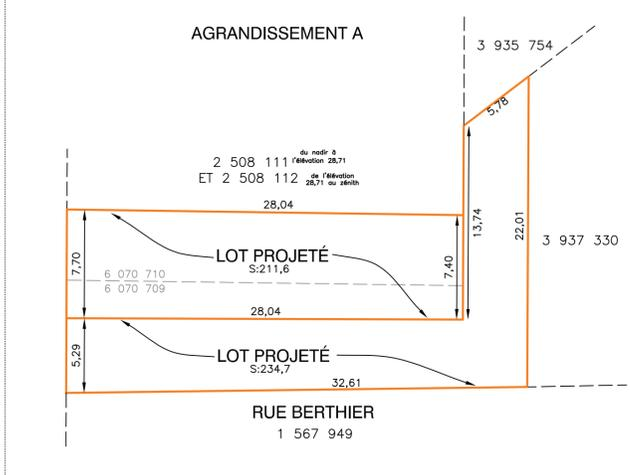 AGRANDISSEMENT A
3 935 754
5,78
du nadir à
2 508 111 l'élévation 28,71
de l'élévation
ET 2 508 112 28,71 au zénith
28,04
13,74
22,01
3 937 330
7,70
LOT PROJETÉ
S:211,6
7,40
6 070 710
6 070 709
28,04
5,29
LOT PROJETÉ
S:234,7
32,61
RUE BERTHIER
1 567 949